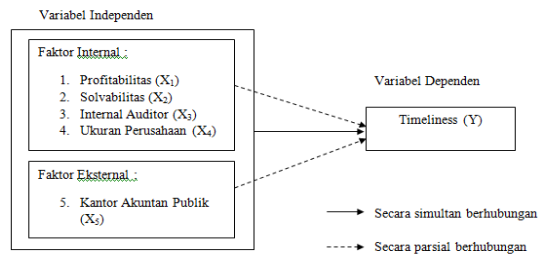 Variabel Independen
Faktor Internal :
1. Profitabilitas (X₁)
2. Solvabilitas (X₂)
3. Internal Auditor (X₃)
4. Ukuran Perusahaan (X₄)
Faktor Eksternal :
5. Kantor Akuntan Publik
(X₅)
Variabel Dependen
Timeliness (Y)
Secara simultan berhubungan
Secara parsial berhubungan